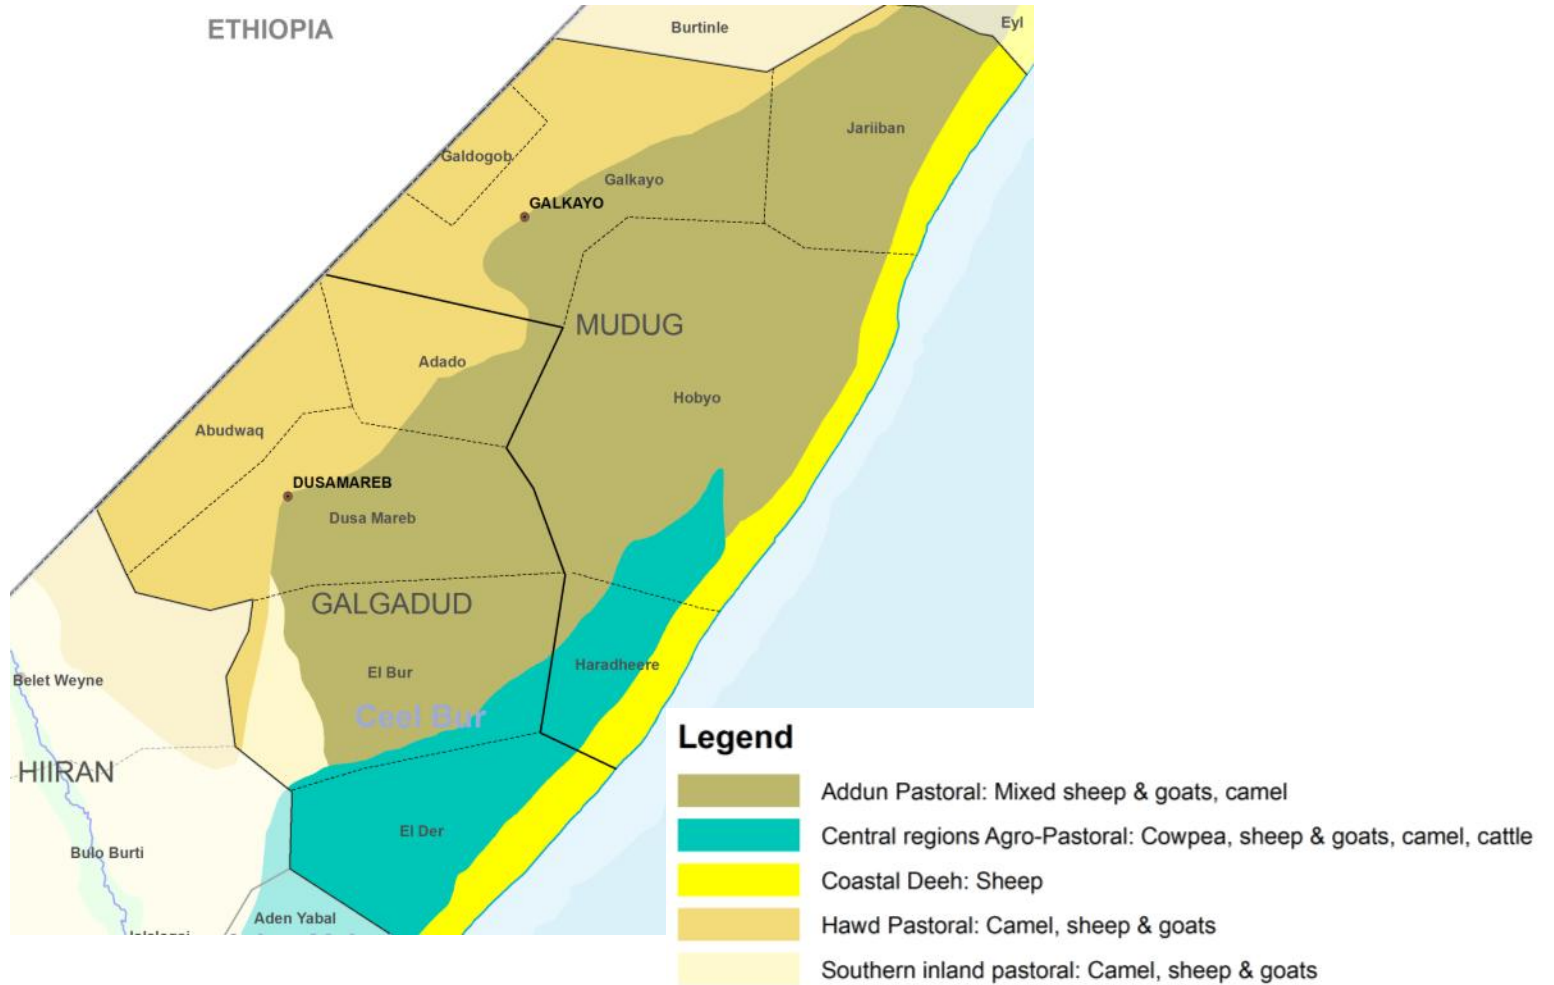 ETHIOPIA
Burtinle
Eyl
Jariiban
Galdogob
Galkayo
GALKAYO
MUDUG
Adado
Hobyo
Abudwaq
DUSAMAREB
Dusa Mareb
GALGADUD
Haradheere
El Bur
Belet Weyne
Ceel Bur
HIIRAN
El Der
Bulo Burti
Aden Yabal
Legend
Addun Pastoral: Mixed sheep & goats, camel
Central regions Agro-Pastoral: Cowpea, sheep & goats, camel, cattle
Coastal Deeh: Sheep
Hawd Pastoral: Camel, sheep & goats
Southern inland pastoral: Camel, sheep & goats